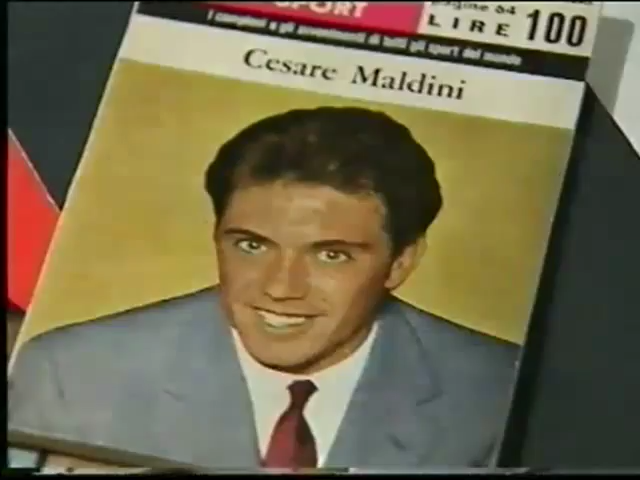 SPORT
pagine 64
LIRE 100
I campioni e gli avvenimenti di tutti gli sport del mondo
Cesare Maldini